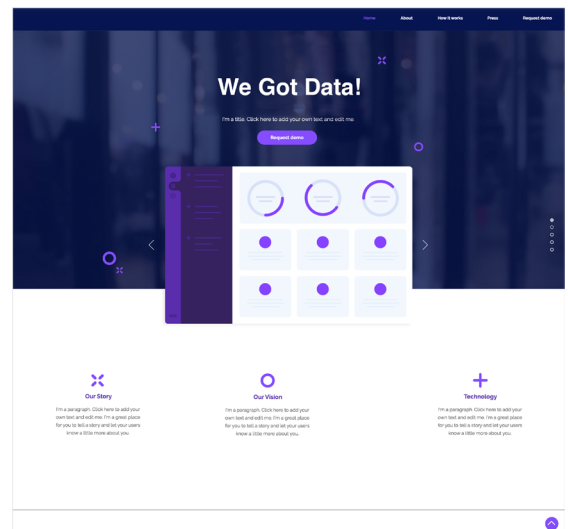 Home About How it works Press Request demo
We Got Data!
I'm a title. Click here to add your own text and edit me.
Request demo
Our Story
I'm a paragraph. Click here to add your
own text and edit me. I'm a great place
for you to tell a story and let your users
know a little more about you.
Our Vision
I'm a paragraph. Click here to add your
own text and edit me. I'm a great place
for you to tell a story and let your users
know a little more about you.
Technology
I'm a paragraph. Click here to add your
own text and edit me. I'm a great place
for you to tell a story and let your users
know a little more about you.